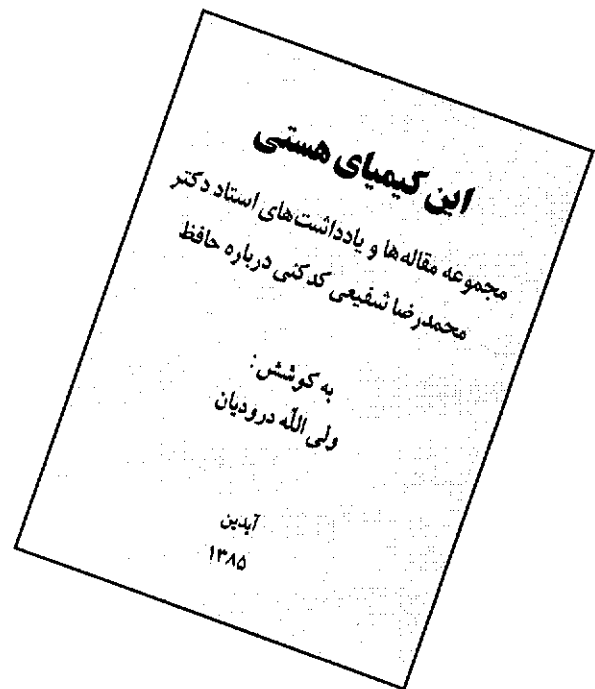 این کیمیای هستی
مجموعه مقاله‌ها و یادداشت‌های استاد دکتر
محمدرضا شفیعی کدکنی درباره حافظ
به کوشش:
ولی اللّه درودیان
آیدین
۱۳۸۵